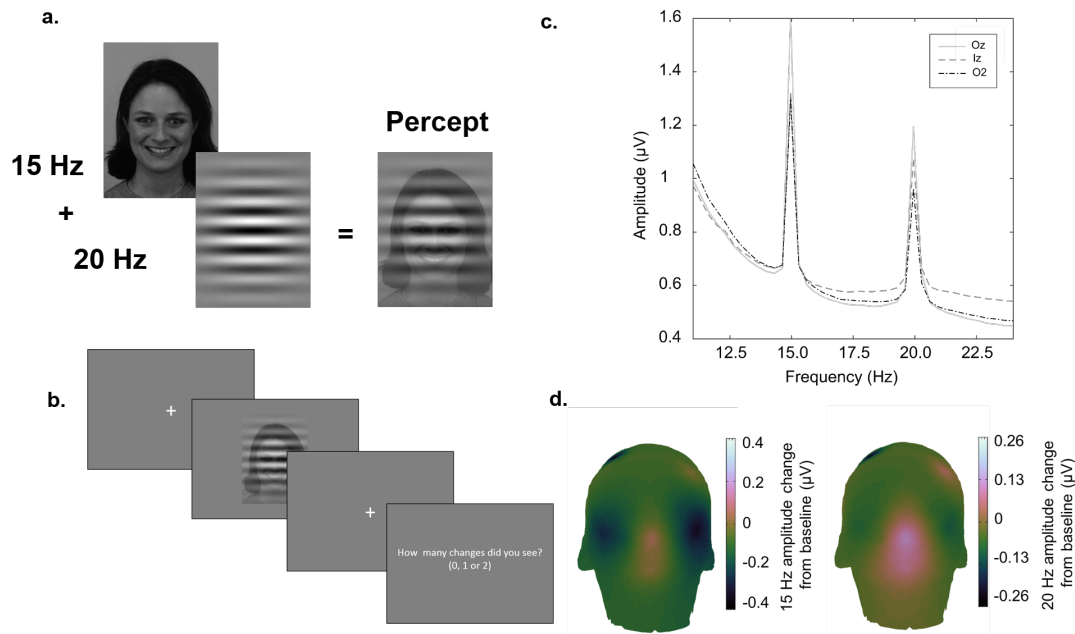 a.
15 Hz
+
20 Hz
=
Percept
b.
+
+
How many changes did you see?
(0, 1 or 2)
c.
Amplitude (µV)
1.6
1.4
1.2
1
0.8
0.6
0.4
12.5
15.0
17.5
20.0
22.5
Frequency (Hz)
Oz
Iz
O2
d.
0.4
0.2
0
-0.2
-0.4
15 Hz amplitude change
from baseline (µV)
0.26
0.13
0
-0.13
-0.26
20 Hz amplitude change
from baseline (µV)